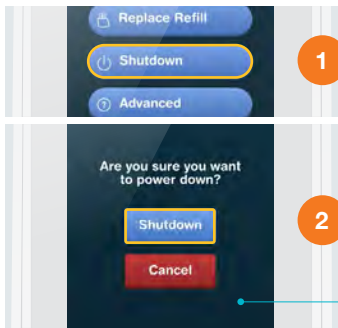 Replace Refill
Shutdown
Advanced
1
Are you sure you want
to power down?
Shutdown
Cancel
2